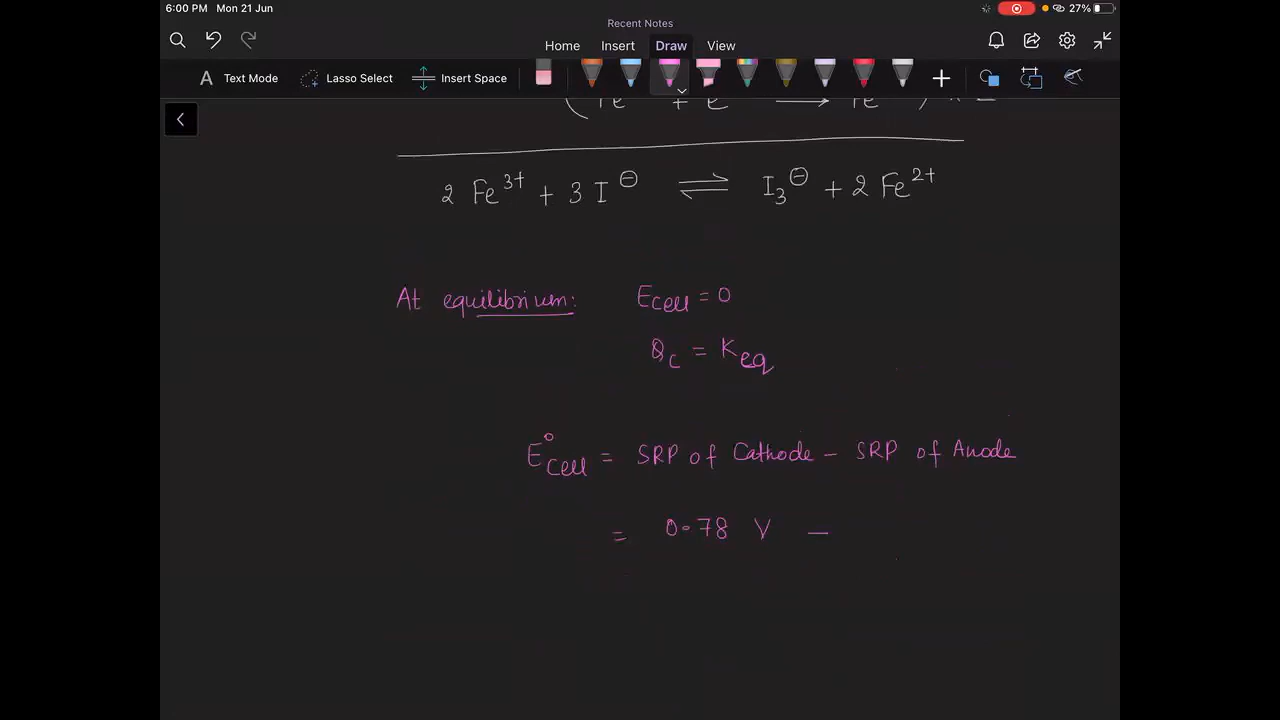 6:00 PM Mon 21 Jun
27%
Recent Notes
Home Insert Draw View
A Text Mode Lasso Select Insert Space
2 Fe³⁺ + 3 I⊖ ⇌ I₃⊖ + 2 Fe²⁺
At equilibrium: Ecell = 0
Qc = Keq
E°Cell = SRP of Cathode - SRP of Anode
= 0.78 V —